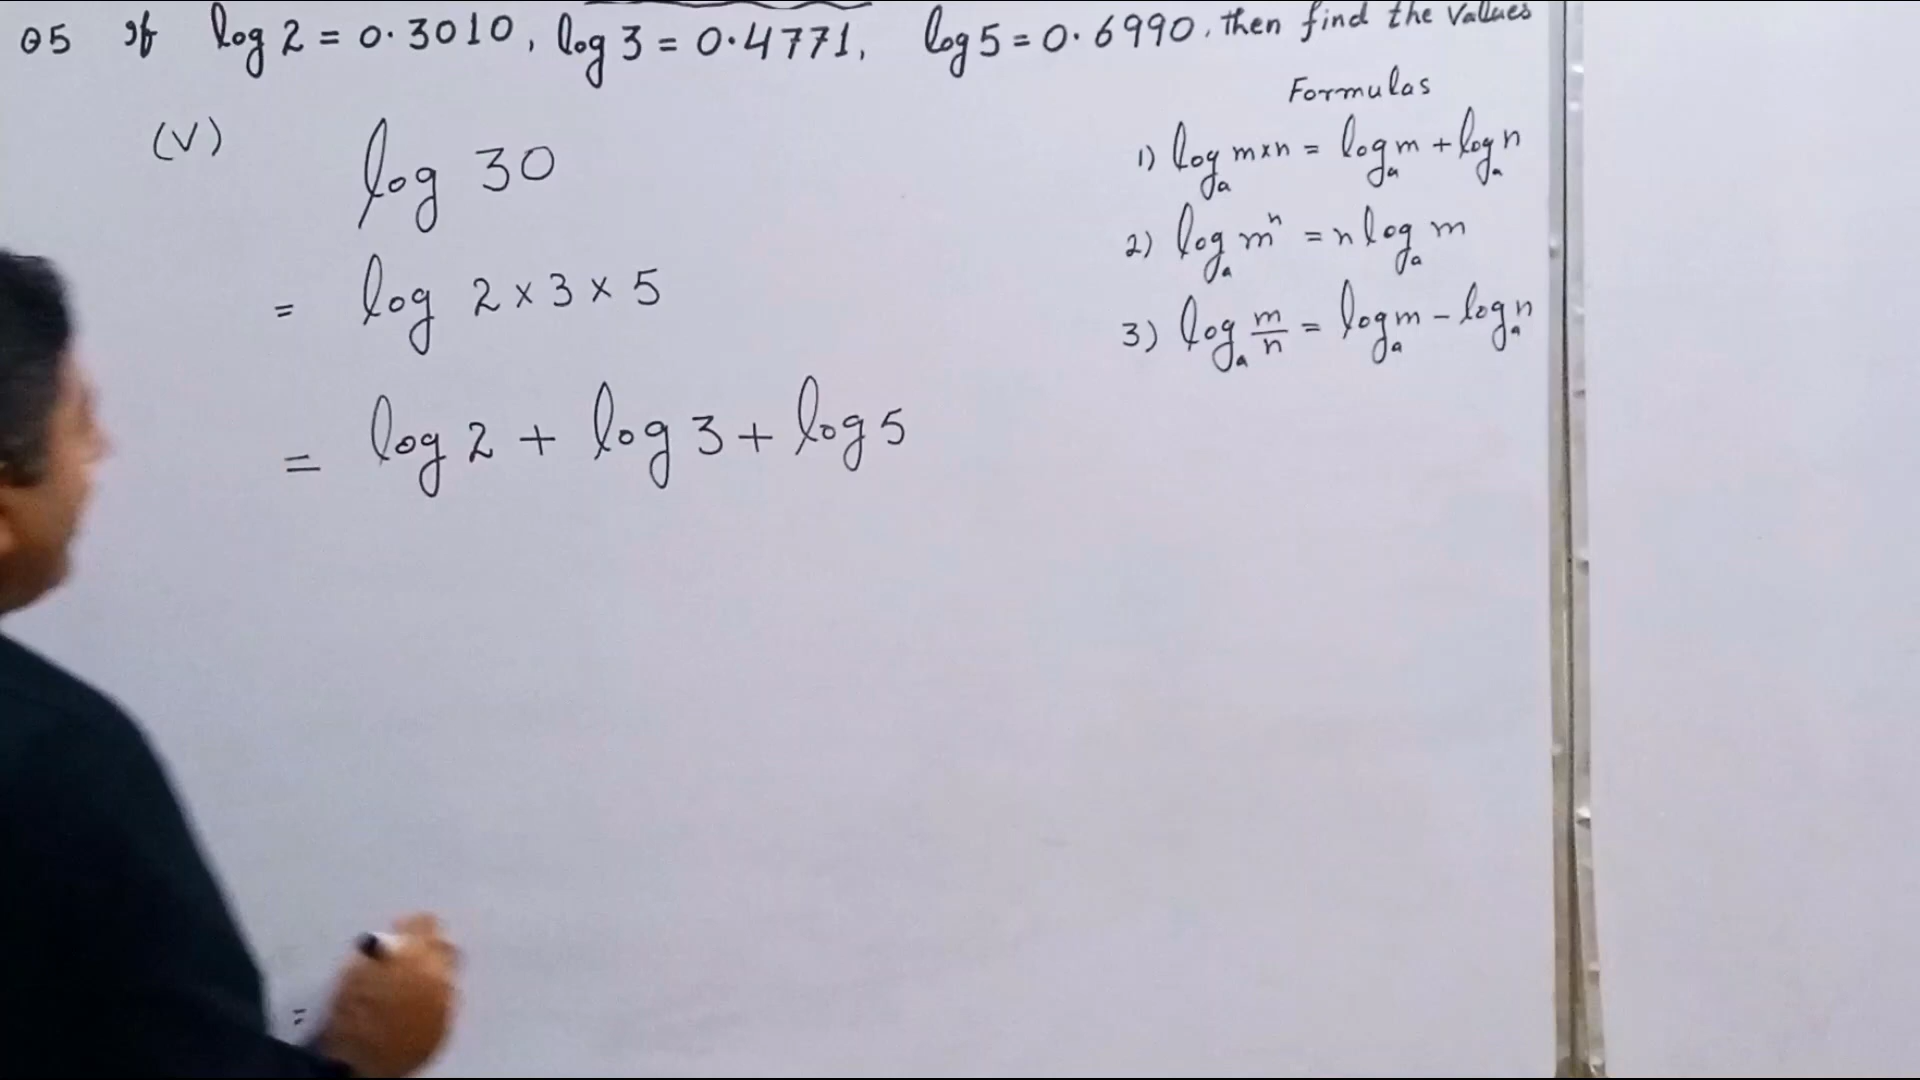 Q5 If log 2 = 0.3010, log 3 = 0.4771, log 5 = 0.6990, then find the values
Formulas
(V) log 30
1) logₐ m×n = logₐ m + logₐ n
2) logₐ mⁿ = n logₐ m
= log 2 × 3 × 5
3) logₐ m/n = logₐ m − logₐ n
= log 2 + log 3 + log 5
=